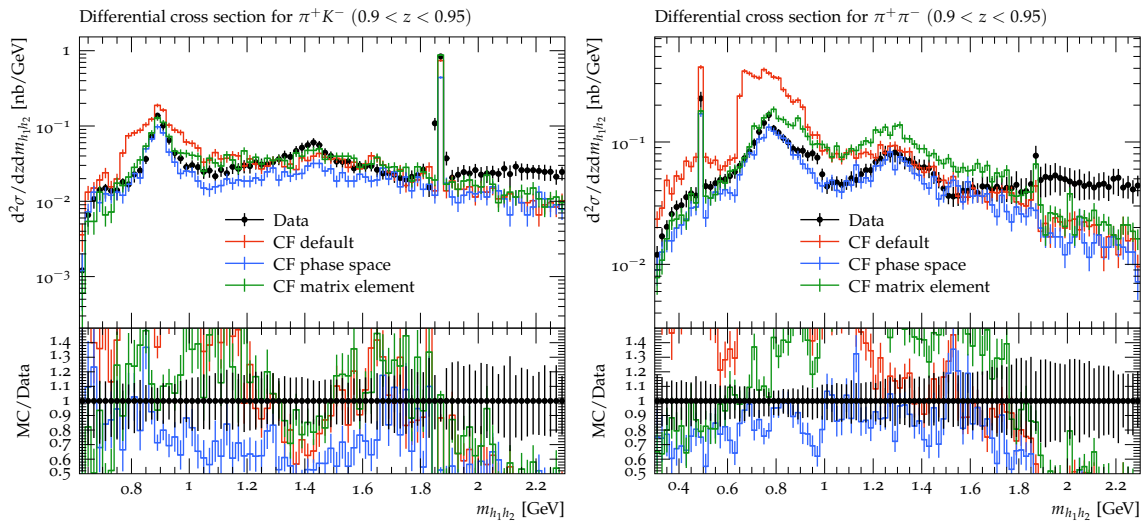 Differential cross section for π⁺K⁻ (0.9 < z < 0.95)
d²σ/dzdm_{h₁h₂} [nb/GeV]
1
10⁻¹
10⁻²
10⁻³
Data
CF default
CF phase space
CF matrix element
MC/Data
1.4
1.3
1.2
1.1
1
0.9
0.8
0.7
0.6
0.5
0.8 1 1.2 1.4 1.6 1.8 2 2.2
m_{h₁h₂} [GeV]
Differential cross section for π⁺π⁻ (0.9 < z < 0.95)
d²σ/dzdm_{h₁h₂} [nb/GeV]
1
10⁻¹
10⁻²
Data
CF default
CF phase space
CF matrix element
MC/Data
1.4
1.3
1.2
1.1
1
0.9
0.8
0.7
0.6
0.5
0.4 0.6 0.8 1 1.2 1.4 1.6 1.8 2 2.2
m_{h₁h₂} [GeV]